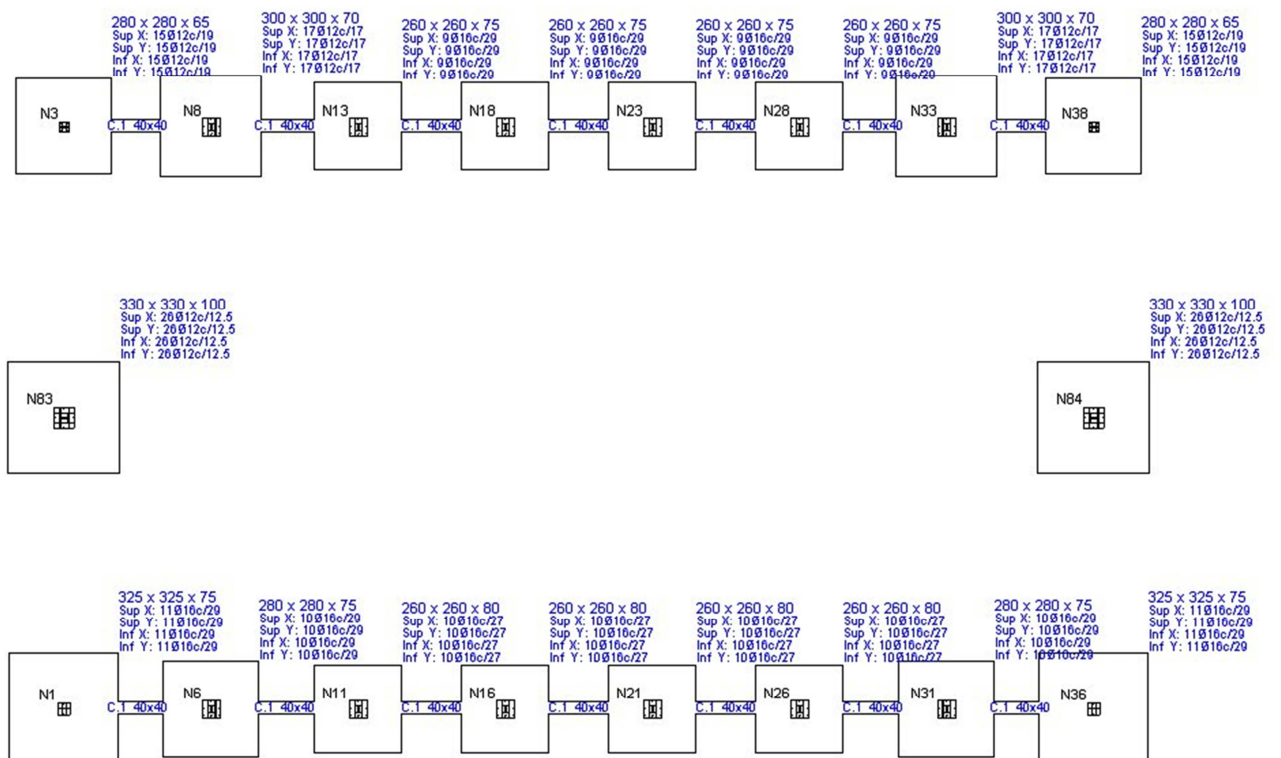 280 x 280 x 65
Sup X: 15Ø12c/19
Sup Y: 15Ø12c/19
Inf X: 15Ø12c/19
Inf Y: 15Ø12c/19
300 x 300 x 70
Sup X: 17Ø12c/17
Sup Y: 17Ø12c/17
Inf X: 17Ø12c/17
Inf Y: 17Ø12c/17
260 x 260 x 75
Sup X: 9Ø16c/29
Sup Y: 9Ø16c/29
Inf X: 9Ø16c/29
Inf Y: 9Ø16c/29
260 x 260 x 75
Sup X: 9Ø16c/29
Sup Y: 9Ø16c/29
Inf X: 9Ø16c/29
Inf Y: 9Ø16c/29
260 x 260 x 75
Sup X: 9Ø16c/29
Sup Y: 9Ø16c/29
Inf X: 9Ø16c/29
Inf Y: 9Ø16c/29
260 x 260 x 75
Sup X: 9Ø16c/29
Sup Y: 9Ø16c/29
Inf X: 9Ø16c/29
Inf Y: 9Ø16c/29
300 x 300 x 70
Sup X: 17Ø12c/17
Sup Y: 17Ø12c/17
Inf X: 17Ø12c/17
Inf Y: 17Ø12c/17
280 x 280 x 65
Sup X: 15Ø12c/19
Sup Y: 15Ø12c/19
Inf X: 15Ø12c/19
Inf Y: 15Ø12c/19
N3
C.1 40x40
N8
C.1 40x40
N13
C.1 40x40
N18
C.1 40x40
N23
C.1 40x40
N28
C.1 40x40
N33
C.1 40x40
N38
330 x 330 x 100
Sup X: 26Ø12c/12.5
Sup Y: 26Ø12c/12.5
Inf X: 26Ø12c/12.5
Inf Y: 26Ø12c/12.5
330 x 330 x 100
Sup X: 26Ø12c/12.5
Sup Y: 26Ø12c/12.5
Inf X: 26Ø12c/12.5
Inf Y: 26Ø12c/12.5
N83
N84
325 x 325 x 75
Sup X: 11Ø16c/29
Sup Y: 11Ø16c/29
Inf X: 11Ø16c/29
Inf Y: 11Ø16c/29
280 x 280 x 75
Sup X: 10Ø16c/29
Sup Y: 10Ø16c/29
Inf X: 10Ø16c/29
Inf Y: 10Ø16c/29
260 x 260 x 80
Sup X: 10Ø16c/27
Sup Y: 10Ø16c/27
Inf X: 10Ø16c/27
Inf Y: 10Ø16c/27
260 x 260 x 80
Sup X: 10Ø16c/27
Sup Y: 10Ø16c/27
Inf X: 10Ø16c/27
Inf Y: 10Ø16c/27
260 x 260 x 80
Sup X: 10Ø16c/27
Sup Y: 10Ø16c/27
Inf X: 10Ø16c/27
Inf Y: 10Ø16c/27
260 x 260 x 80
Sup X: 10Ø16c/27
Sup Y: 10Ø16c/27
Inf X: 10Ø16c/27
Inf Y: 10Ø16c/27
280 x 280 x 75
Sup X: 10Ø16c/29
Sup Y: 10Ø16c/29
Inf X: 10Ø16c/29
Inf Y: 10Ø16c/29
325 x 325 x 75
Sup X: 11Ø16c/29
Sup Y: 11Ø16c/29
Inf X: 11Ø16c/29
Inf Y: 11Ø16c/29
N1
C.1 40x40
N6
C.1 40x40
N11
C.1 40x40
N16
C.1 40x40
N21
C.1 40x40
N26
C.1 40x40
N31
C.1 40x40
N36